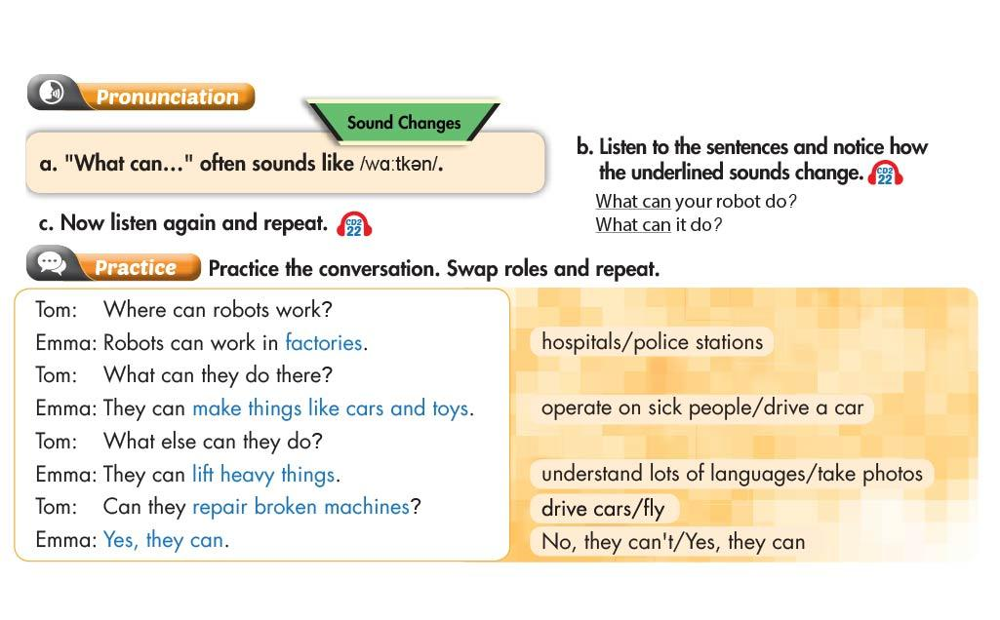 Pronunciation
Sound Changes
a. "What can..." often sounds like /wɑːtkən/.
b. Listen to the sentences and notice how
the underlined sounds change. CD2 22
What can your robot do?
What can it do?
c. Now listen again and repeat. CD2 22
Practice Practice the conversation. Swap roles and repeat.
Tom: Where can robots work?
Emma: Robots can work in factories.
hospitals/police stations
Tom: What can they do there?
Emma: They can make things like cars and toys.
operate on sick people/drive a car
Tom: What else can they do?
Emma: They can lift heavy things.
understand lots of languages/take photos
Tom: Can they repair broken machines?
drive cars/fly
Emma: Yes, they can.
No, they can't/Yes, they can